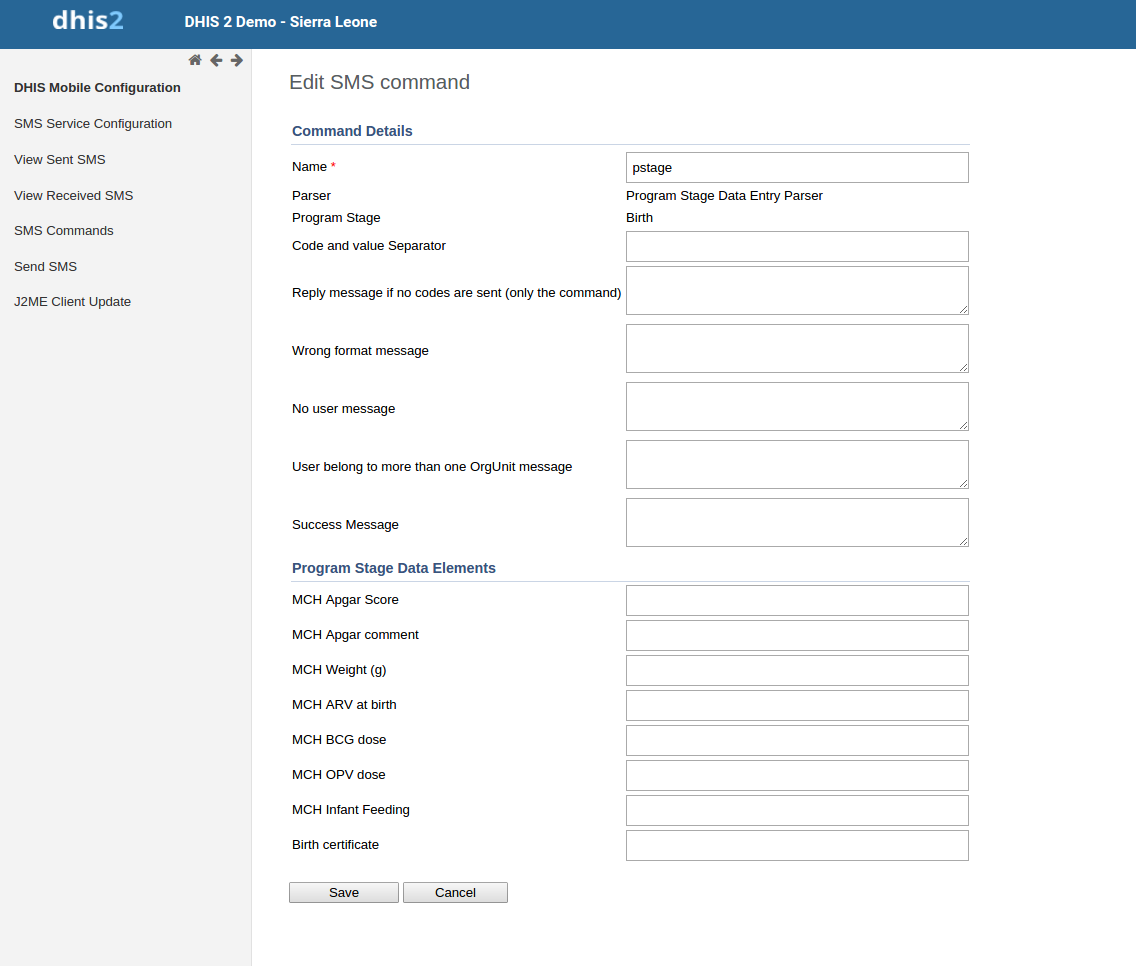 dhis2
DHIS 2 Demo - Sierra Leone
DHIS Mobile Configuration
SMS Service Configuration
View Sent SMS
View Received SMS
SMS Commands
Send SMS
J2ME Client Update
Edit SMS command
Command Details
Name * pstage
Parser Program Stage Data Entry Parser
Program Stage Birth
Code and value Separator
Reply message if no codes are sent (only the command)
Wrong format message
No user message
User belong to more than one OrgUnit message
Success Message
Program Stage Data Elements
MCH Apgar Score
MCH Apgar comment
MCH Weight (g)
MCH ARV at birth
MCH BCG dose
MCH OPV dose
MCH Infant Feeding
Birth certificate
Save Cancel